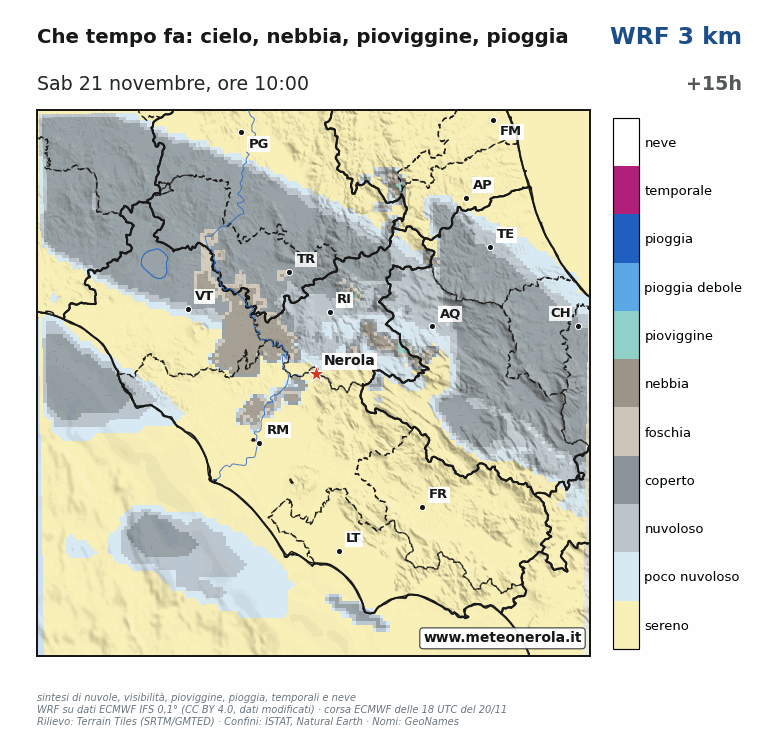 Che tempo fa: cielo, nebbia, pioviggine, pioggia
WRF 3 km
Sab 21 novembre, ore 10:00
+15h
PG
FM
AP
TE
TR
VT
RI
AQ
CH
Nerola
RM
FR
LT
www.meteonerola.it
neve
temporale
pioggia
pioggia debole
pioviggine
nebbia
foschia
coperto
nuvoloso
poco nuvoloso
sereno
sintesi di nuvole, visibilità, pioviggine, pioggia, temporali e neve
WRF su dati ECMWF IFS 0,1° (CC BY 4.0, dati modificati) · corsa ECMWF delle 18 UTC del 20/11
Rilievo: Terrain Tiles (SRTM/GMTED) · Confini: ISTAT, Natural Earth · Nomi: GeoNames